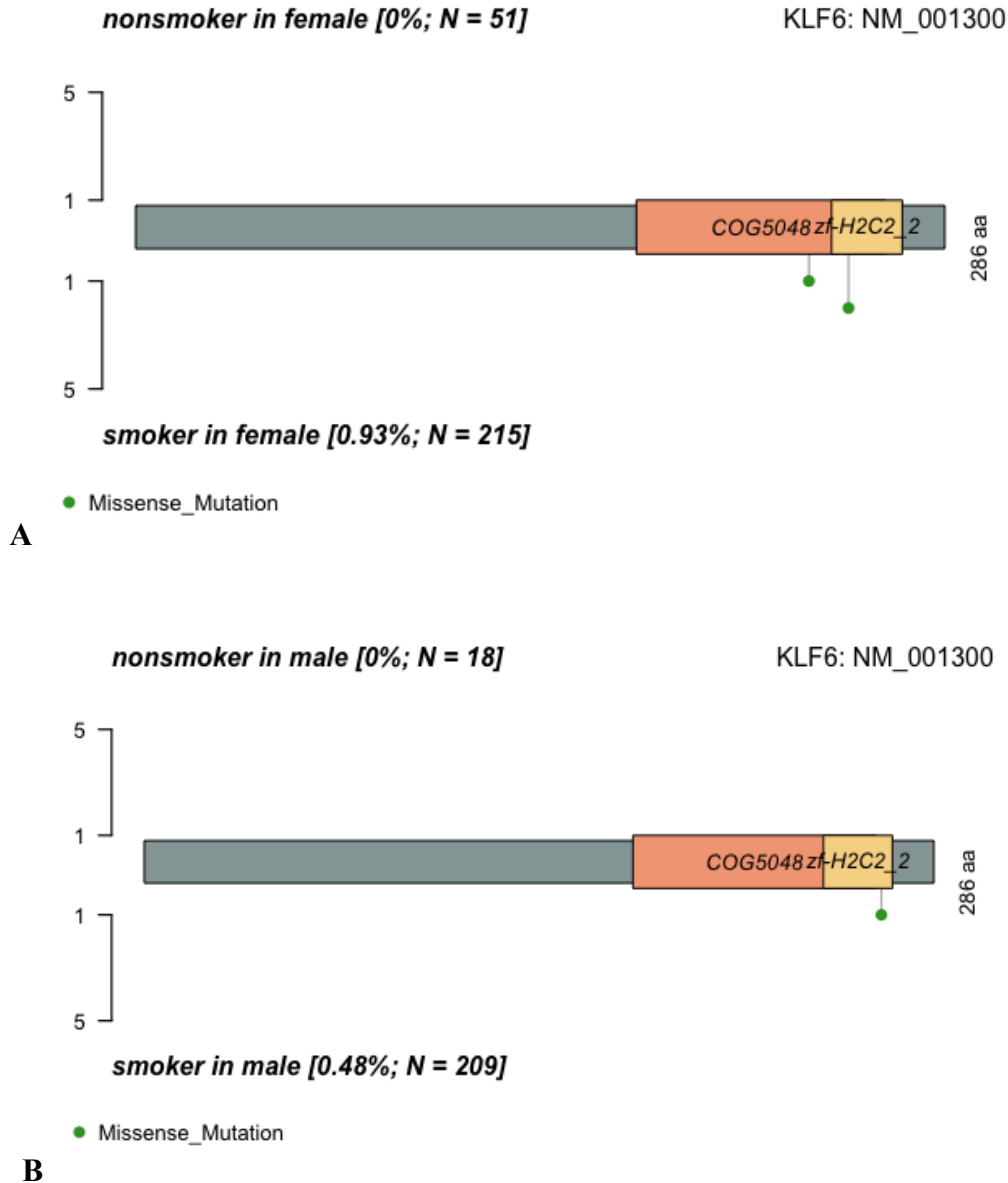 nonsmoker in female [0%; N = 51] KLF6: NM_001300
5
1
COG5048 zf-H2C2_2
286 aa
1
5
smoker in female [0.93%; N = 215]
Missense_Mutation
A
nonsmoker in male [0%; N = 18] KLF6: NM_001300
5
1
COG5048 zf-H2C2_2
286 aa
1
5
smoker in male [0.48%; N = 209]
Missense_Mutation
B